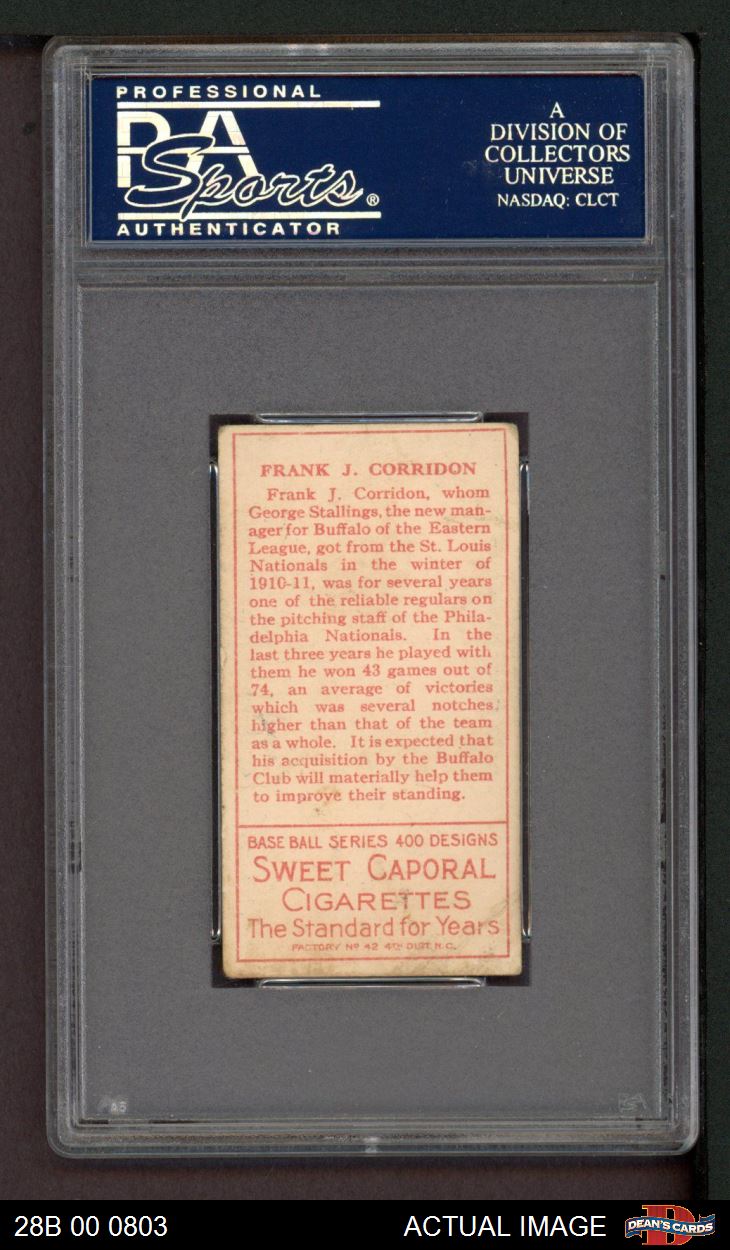 PROFESSIONAL
PSA
Sports®
AUTHENTICATOR
A
DIVISION OF
COLLECTORS
UNIVERSE
NASDAQ: CLCT
FRANK J. CORRIDON
Frank J. Corridon, whom
George Stallings, the new man-
ager for Buffalo of the Eastern
League, got from the St. Louis
Nationals in the winter of
1910-11, was for several years
one of the reliable regulars on
the pitching staff of the Phila-
delphia Nationals. In the
last three years he played with
them he won 43 games out of
74, an average of victories
which was several notches
higher than that of the team
as a whole. It is expected that
his acquisition by the Buffalo
Club will materially help them
to improve their standing.
BASE BALL SERIES 400 DESIGNS
SWEET CAPORAL
CIGARETTES
The Standard for Years
FACTORY Nº 42 4TH DIST. N.C.
28B 00 0803
ACTUAL IMAGE
DEAN'S CARDS